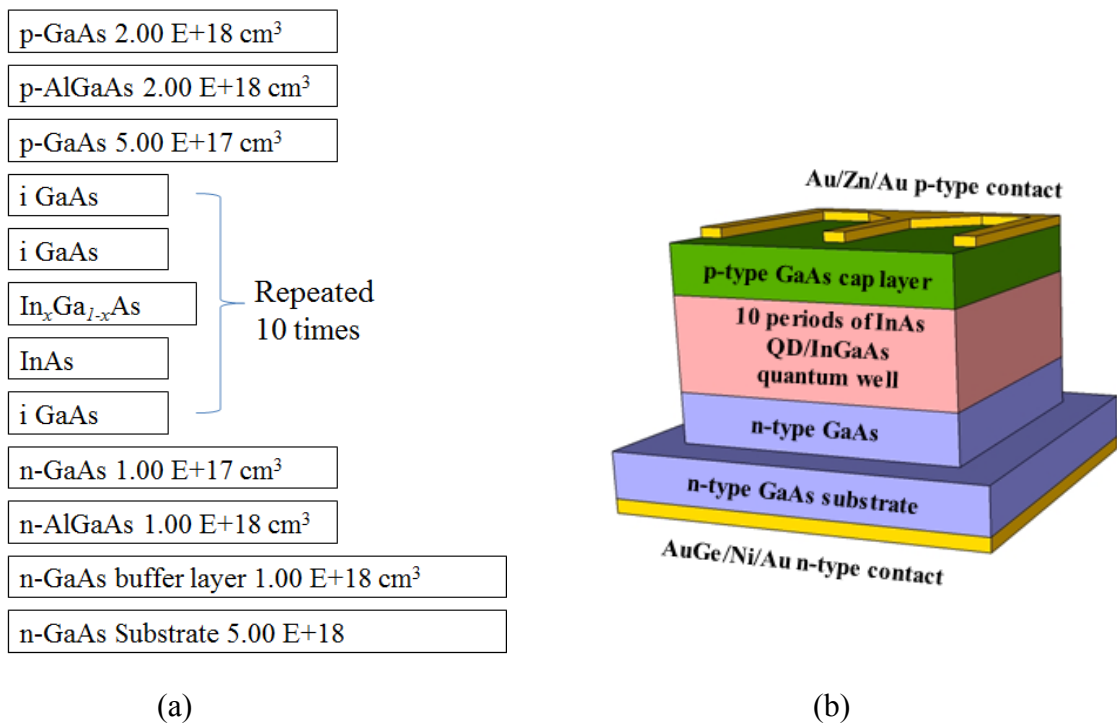 p-GaAs 2.00 E+18 cm³
p-AlGaAs 2.00 E+18 cm³
p-GaAs 5.00 E+17 cm³
i GaAs
i GaAs
InₓGa₁₋ₓAs
InAs
i GaAs
Repeated
10 times
n-GaAs 1.00 E+17 cm³
n-AlGaAs 1.00 E+18 cm³
n-GaAs buffer layer 1.00 E+18 cm³
n-GaAs Substrate 5.00 E+18
(a)
Au/Zn/Au p-type contact
p-type GaAs cap layer
10 periods of InAs
QD/InGaAs
quantum well
n-type GaAs
n-type GaAs substrate
AuGe/Ni/Au n-type contact
(b)